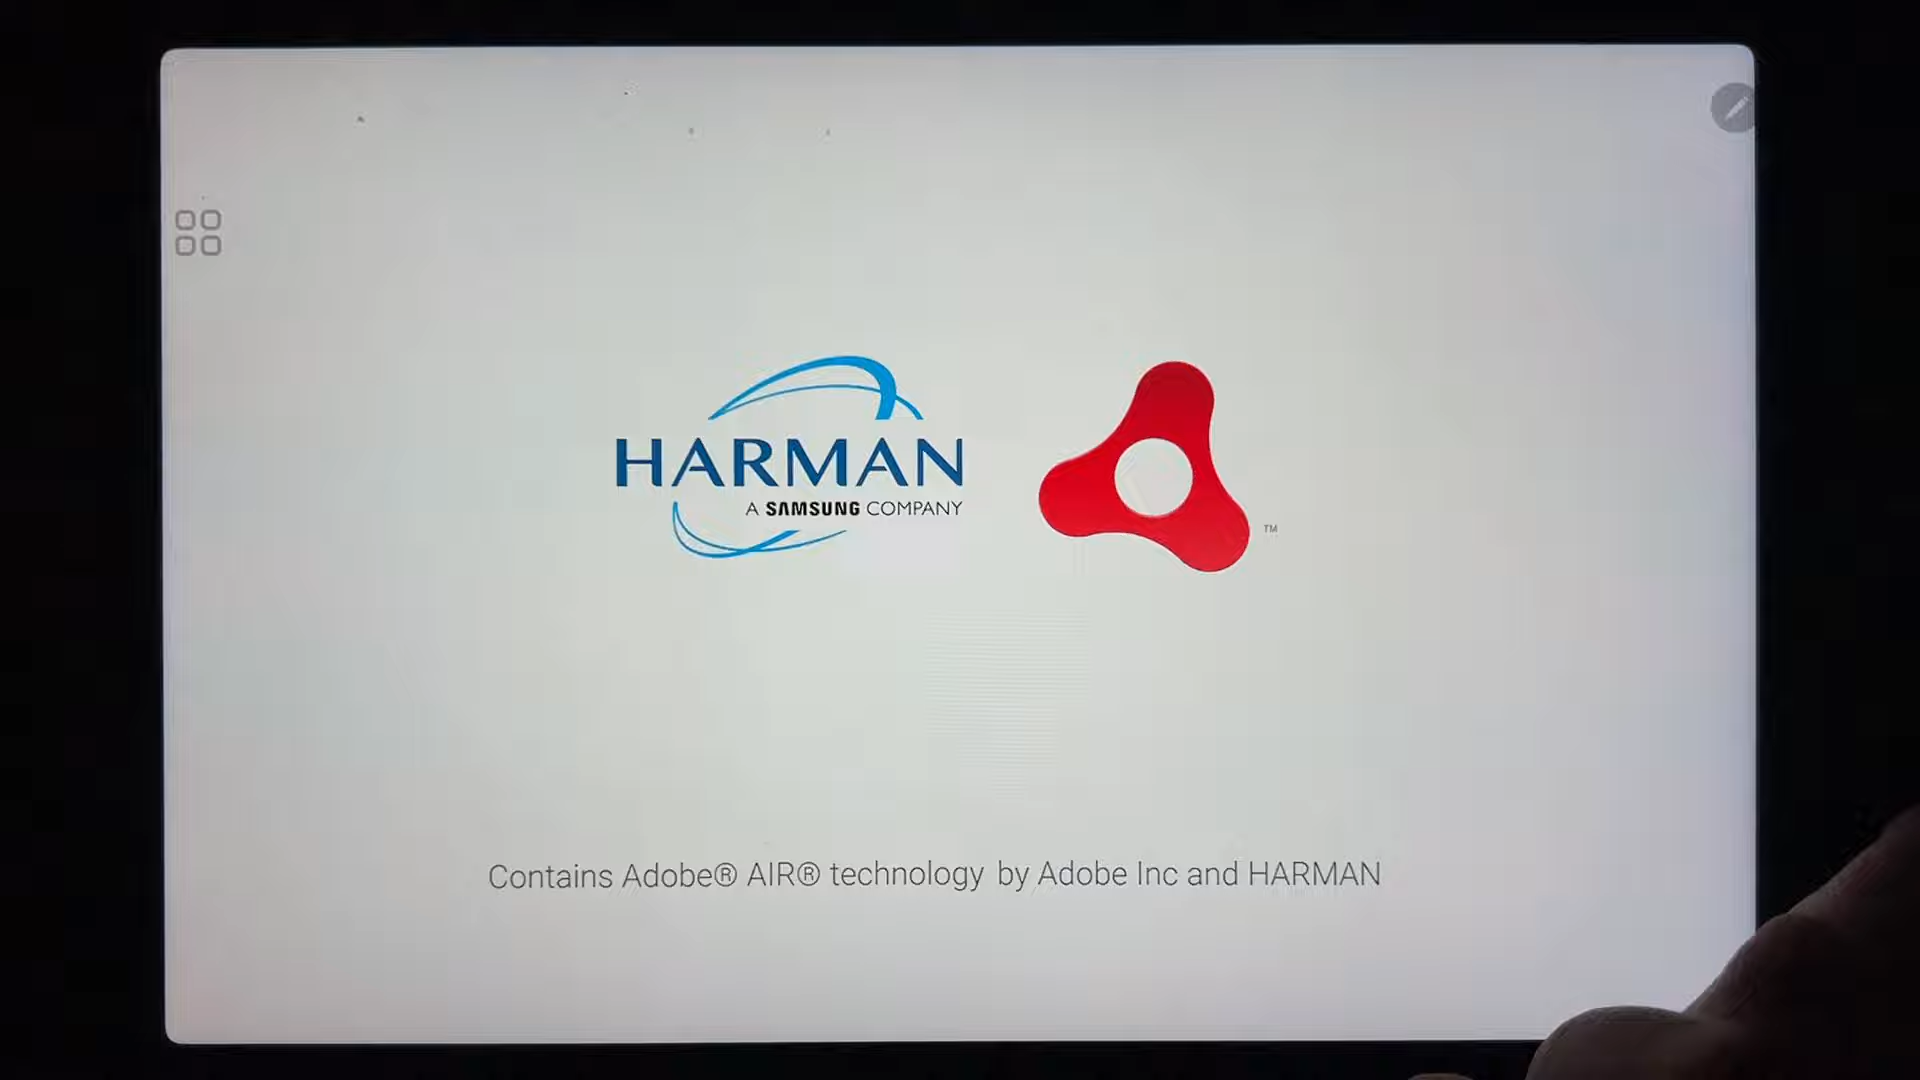 HARMAN
A SAMSUNG COMPANY
TM
Contains Adobe® AIR® technology by Adobe Inc and HARMAN